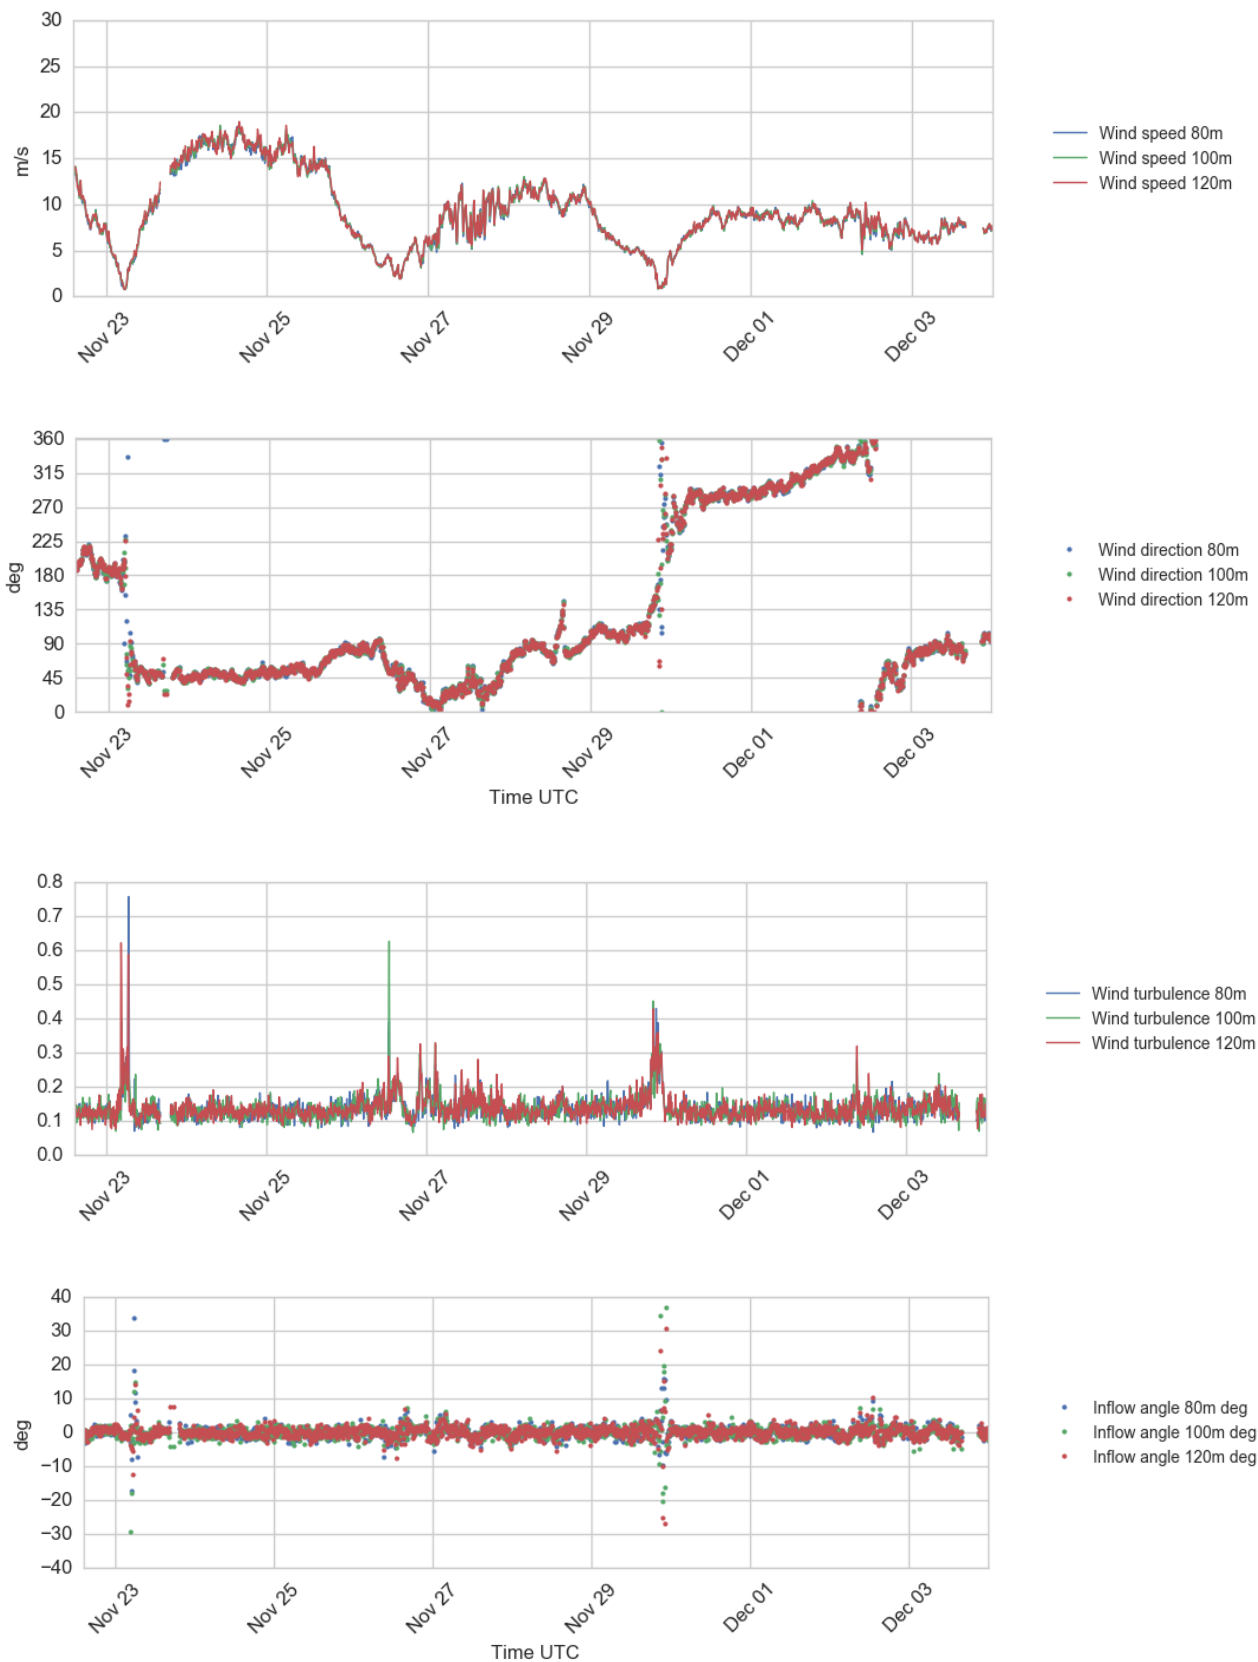 30
25
20
15
10
5
0
m/s
Nov 23
Nov 25
Nov 27
Nov 29
Dec 01
Dec 03
Wind speed 80m
Wind speed 100m
Wind speed 120m
360
315
270
225
180
135
90
45
0
deg
Nov 23
Nov 25
Nov 27
Nov 29
Dec 01
Dec 03
Time UTC
Wind direction 80m
Wind direction 100m
Wind direction 120m
0.8
0.7
0.6
0.5
0.4
0.3
0.2
0.1
0.0
Nov 23
Nov 25
Nov 27
Nov 29
Dec 01
Dec 03
Wind turbulence 80m
Wind turbulence 100m
Wind turbulence 120m
40
30
20
10
0
−10
−20
−30
−40
deg
Nov 23
Nov 25
Nov 27
Nov 29
Dec 01
Dec 03
Time UTC
Inflow angle 80m deg
Inflow angle 100m deg
Inflow angle 120m deg